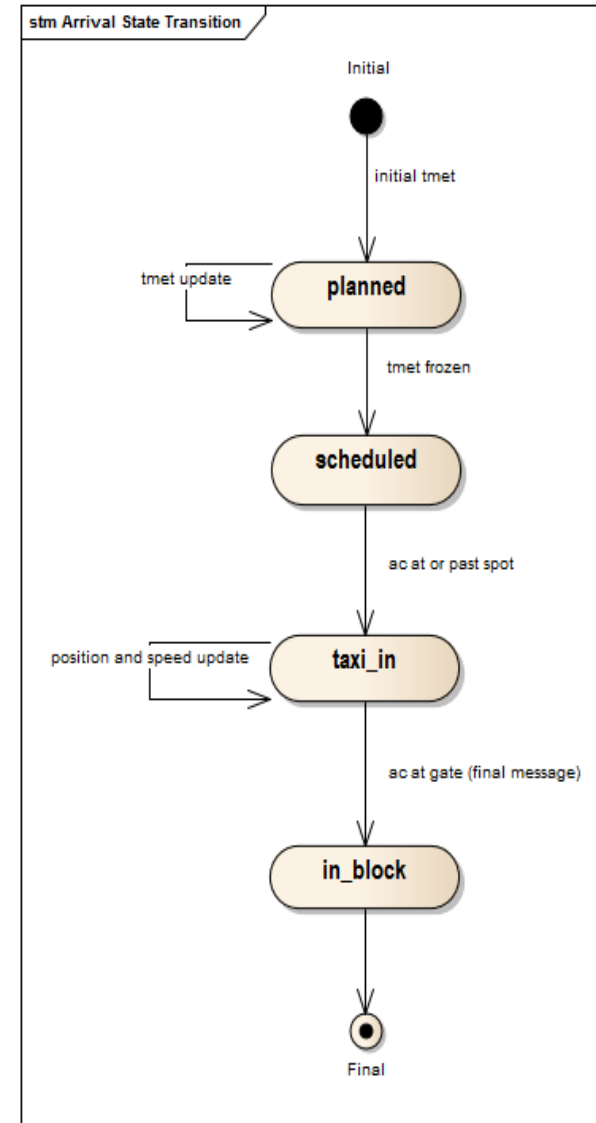 stm Arrival State Transition
Initial
initial tmet
tmet update
planned
tmet frozen
scheduled
ac at or past spot
position and speed update
taxi_in
ac at gate (final message)
in_block
Final